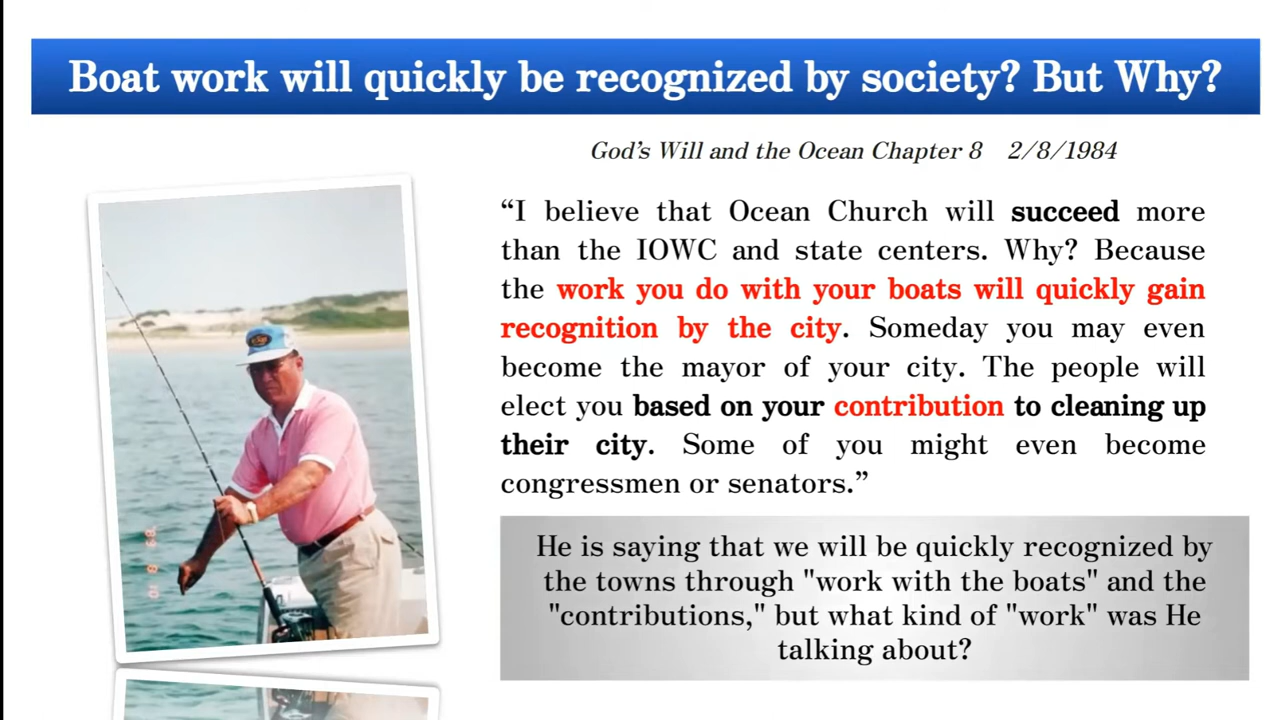 Boat work will quickly be recognized by society? But Why?
God's Will and the Ocean Chapter 8 2/8/1984
“I believe that Ocean Church will succeed more
than the IOWC and state centers. Why? Because
the work you do with your boats will quickly gain
recognition by the city. Someday you may even
become the mayor of your city. The people will
elect you based on your contribution to cleaning up
their city. Some of you might even become
congressmen or senators.”
He is saying that we will be quickly recognized by
the towns through "work with the boats" and the
"contributions," but what kind of "work" was He
talking about?